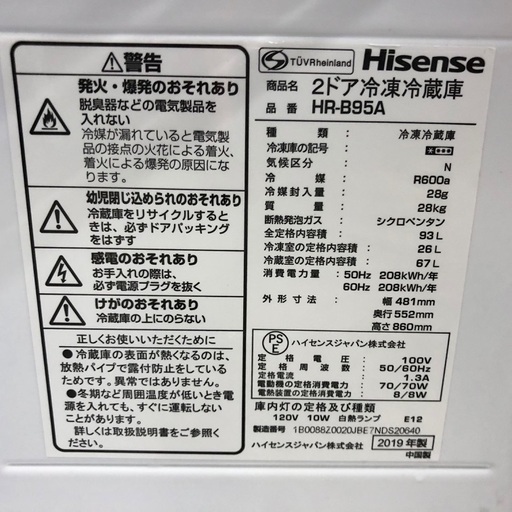 警告
発火・爆発のおそれあり
脱臭器などの電気製品を
入れない
冷媒が漏れていると電気製
品の接点の火花による着火、
着火による爆発の原因にな
ります。
幼児閉じ込められのおそれあり
冷蔵庫をリサイクルすると
きは、必ずドアパッキング
をはずす
感電のおそれあり
お手入れの際は、
必ず電源プラグを抜く
けがのおそれあり
冷蔵庫の上にのらない
正しくお使いいただくために
●冷蔵庫の表面が熱くなるのは、
放熱パイプで露付防止をしている
ためです。異常ではありません。
●冬期など周囲温度が低いとき電
源を入れても、すぐに運転しない
ことがあります。
詳しくは取扱説明書をご覧ください。
TÜVRheinland Hisense
商品名 2ドア冷凍冷蔵庫
品番 HR-B95A
種類: 冷凍冷蔵庫
冷凍庫の記号:
気候区分: N
冷媒: R600a
冷媒封入量: 28g
質量: 28kg
断熱発泡ガス: シクロペンタン
全定格内容積: 93L
冷凍室の定格内容積: 26L
冷蔵室の定格内容積: 67L
消費電力量: 50Hz 208kWh/年
60Hz 208kWh/年
外形寸法: 幅 481mm
奥行 552mm
高さ 860mm
PSE ハイセンスジャパン株式会社
定格電圧: 100V
定格周波数: 50/60Hz
定格電流: 1.3A
電動機の定格消費電力: 70/70W
電熱装置の定格消費電力: 8/8W
庫内灯の定格及び種類
120V 10W 白熱ランプ E12
製造番号: 1B0088Z0020JBE7NDS20640
ハイセンスジャパン株式会社 2019年製
中国製